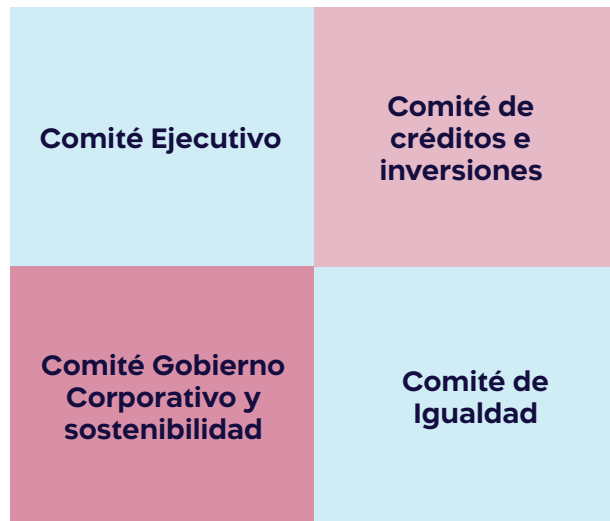 Comité Ejecutivo
Comité de
créditos e
inversiones
Comité Gobierno
Corporativo y
sostenibilidad
Comité de
Igualdad